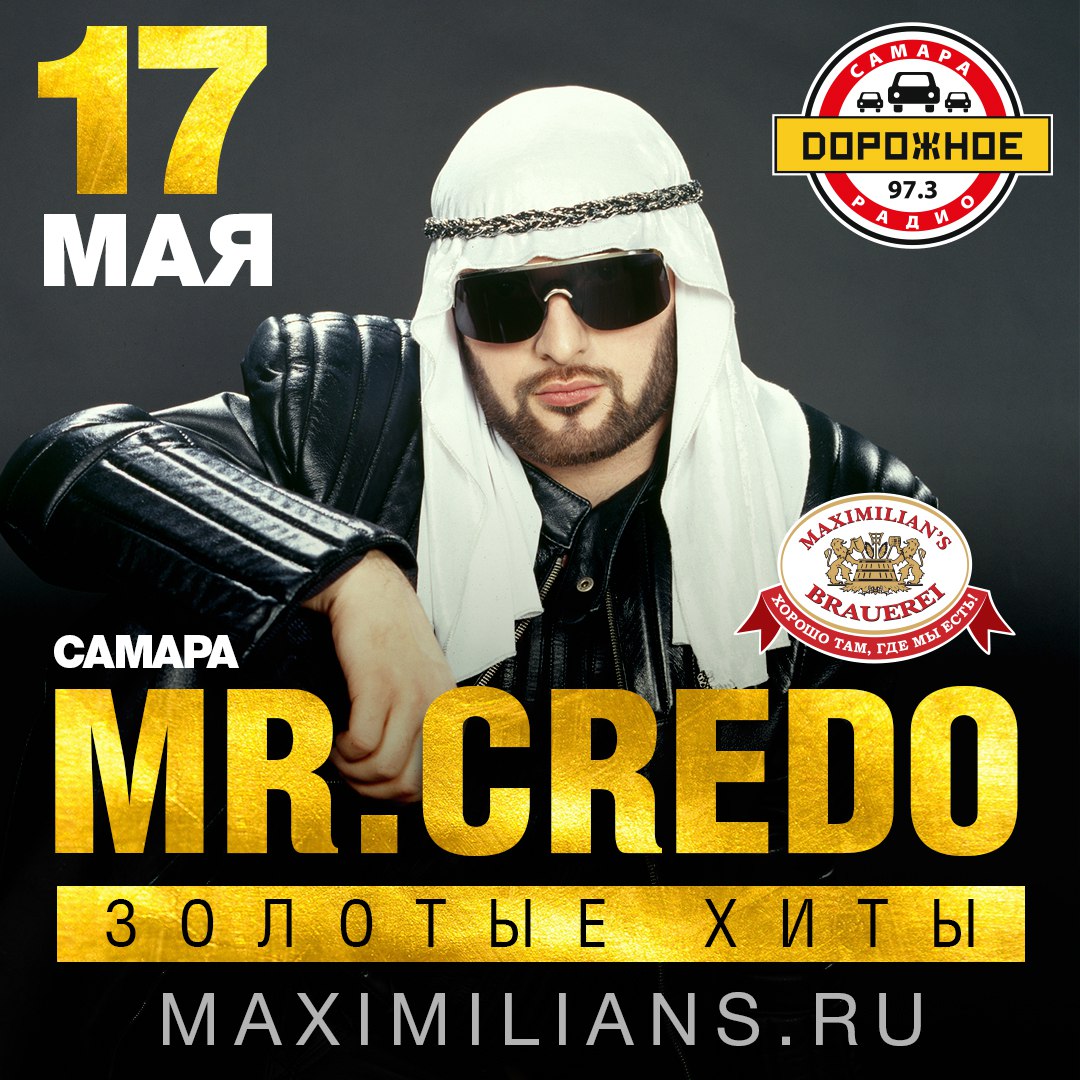 17
МАЯ
САМАРА
ДОРОЖНОЕ
97.3
РАДИО
MAXIMILIAN'S
BRAUEREI
ХОРОШО ТАМ, ГДЕ МЫ ЕСТЬ!
САМАРА
MR.CREDO
ЗОЛОТЫЕ ХИТЫ
MAXIMILIANS.RU